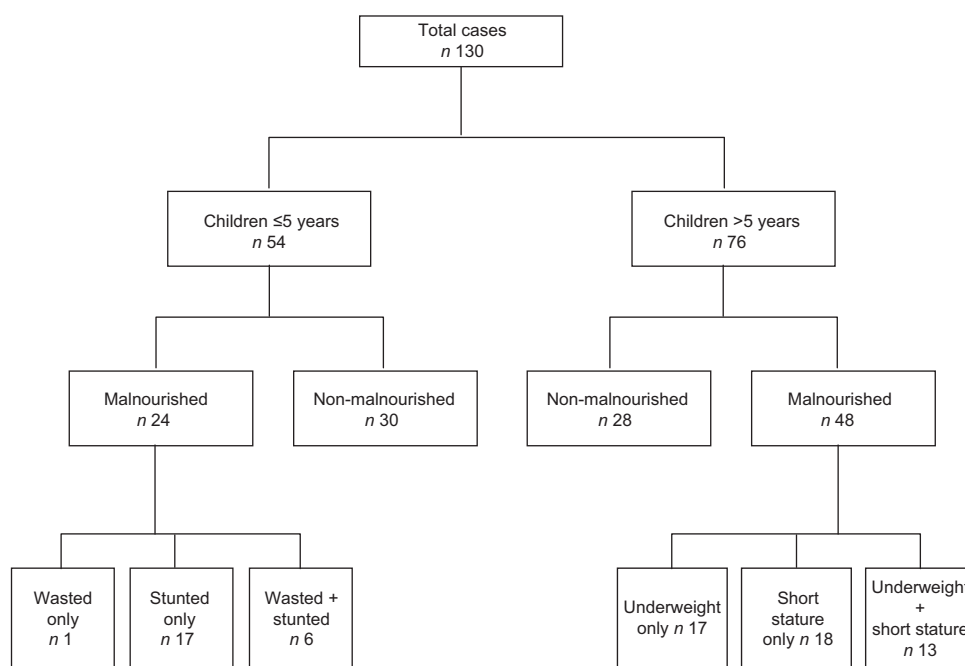 Total cases
n 130
Children ≤5 years
n 54
Children >5 years
n 76
Malnourished
n 24
Non-malnourished
n 30
Non-malnourished
n 28
Malnourished
n 48
Wasted
only
n 1
Stunted
only
n 17
Wasted +
stunted
n 6
Underweight
only n 17
Short
stature
only n 18
Underweight
+
short stature
n 13